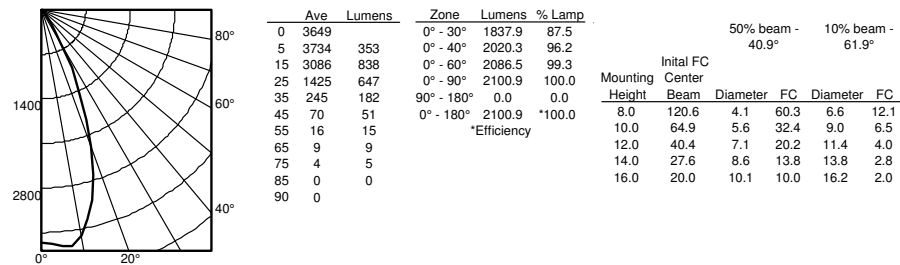 80°
60°
40°
1400
2800
0°
20°
Ave Lumens
0 3649
5 3734 353
15 3086 838
25 1425 647
35 245 182
45 70 51
55 16 15
65 9 9
75 4 5
85 0 0
90 0
Zone Lumens % Lamp
0° - 30° 1837.9 87.5
0° - 40° 2020.3 96.2
0° - 60° 2086.5 99.3
0° - 90° 2100.9 100.0
90° - 180° 0.0 0.0
0° - 180° 2100.9 *100.0
*Efficiency
50% beam - 10% beam -
40.9° 61.9°
Inital FC
Mounting Center
Height Beam Diameter FC Diameter FC
8.0 120.6 4.1 60.3 6.6 12.1
10.0 64.9 5.6 32.4 9.0 6.5
12.0 40.4 7.1 20.2 11.4 4.0
14.0 27.6 8.6 13.8 13.8 2.8
16.0 20.0 10.1 10.0 16.2 2.0